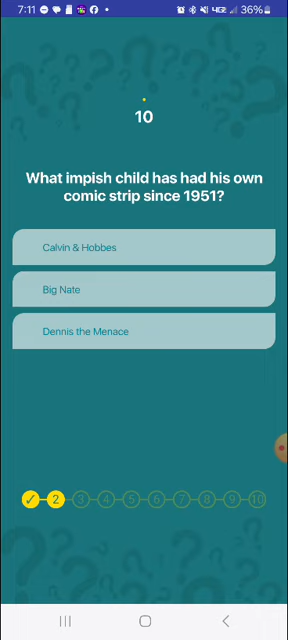 7:11
36%
10
What impish child has had his own
comic strip since 1951?
Calvin & Hobbes
Big Nate
Dennis the Menace
✓ 2 3 4 5 6 7 8 9 10